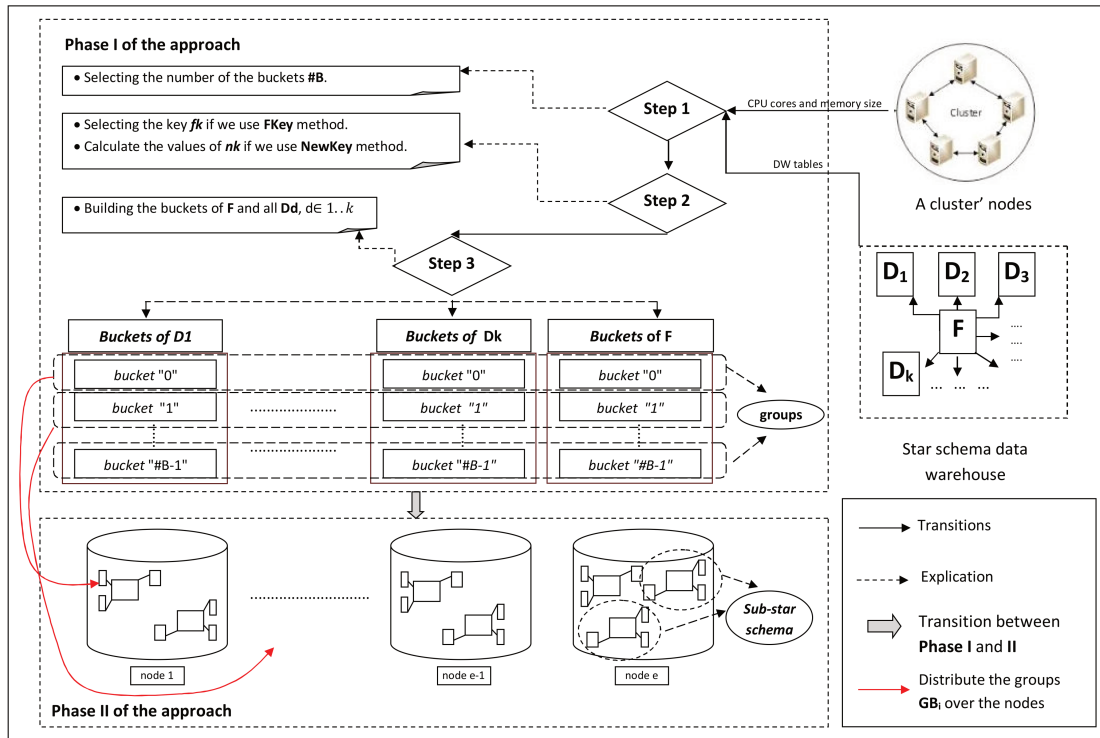 Phase I of the approach
• Selecting the number of the buckets #B.
Step 1
CPU cores and memory size
Cluster
• Selecting the key fk if we use FKey method.
• Calculate the values of nk if we use NewKey method.
DW tables
Step 2
A cluster' nodes
• Building the buckets of F and all Dd, d∈ 1..k
Step 3
D1
D2
D3
F
....
....
....
Dk
... ... ...
Star schema data
warehouse
Buckets of D1
Buckets of Dk
Buckets of F
bucket "0"
bucket "0"
bucket "0"
bucket "1"
.....................
bucket "1"
bucket "1"
groups
bucket "#B-1"
.....................
bucket "#B-1"
bucket "#B-1"
Transitions
Explication
Transition between
Phase I and II
Distribute the groups
GBi over the nodes
.....................
Sub-star
schema
node 1
node e-1
node e
Phase II of the approach